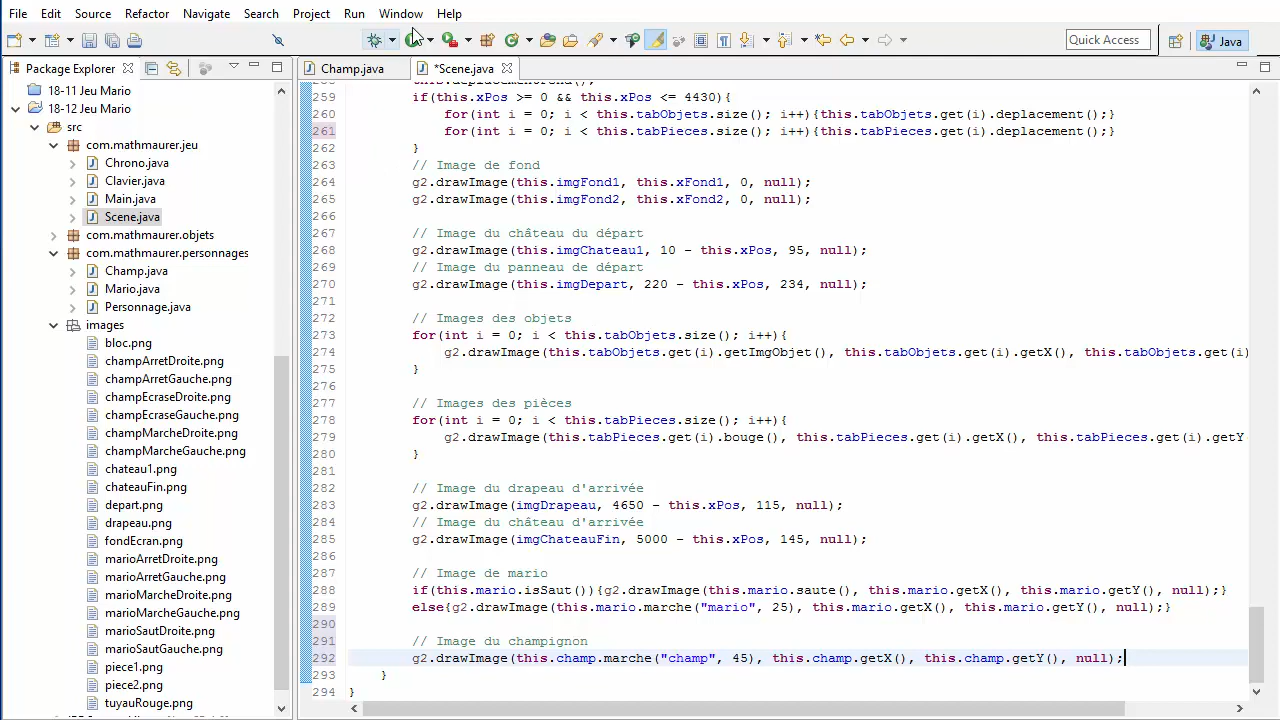 File Edit Source Refactor Navigate Search Project Run Window Help
Quick Access
Java
Package Explorer
Champ.java
*Scene.java
18-11 Jeu Mario
18-12 Jeu Mario
src
com.mathmaurer.jeu
Chrono.java
Clavier.java
Main.java
Scene.java
com.mathmaurer.objets
com.mathmaurer.personnages
Champ.java
Mario.java
Personnage.java
images
bloc.png
champArretDroite.png
champArretGauche.png
champEcraseDroite.png
champEcraseGauche.png
champMarcheDroite.png
champMarcheGauche.png
chateau1.png
chateauFin.png
depart.png
drapeau.png
fondEcran.png
marioArretDroite.png
marioArretGauche.png
marioMarcheDroite.png
marioMarcheGauche.png
marioSautDroite.png
marioSautGauche.png
piece1.png
piece2.png
tuyauRouge.png
259 if(this.xPos >= 0 && this.xPos <= 4430){
260 for(int i = 0; i < this.tabObjets.size(); i++){this.tabObjets.get(i).deplacement();}
261 for(int i = 0; i < this.tabPieces.size(); i++){this.tabPieces.get(i).deplacement();}
262 }
263 // Image de fond
264 g2.drawImage(this.imgFond1, this.xFond1, 0, null);
265 g2.drawImage(this.imgFond2, this.xFond2, 0, null);
266
267 // Image du château du départ
268 g2.drawImage(this.imgChateau1, 10 - this.xPos, 95, null);
269 // Image du panneau de départ
270 g2.drawImage(this.imgDepart, 220 - this.xPos, 234, null);
271
272 // Images des objets
273 for(int i = 0; i < this.tabObjets.size(); i++){
274 g2.drawImage(this.tabObjets.get(i).getImgObjet(), this.tabObjets.get(i).getX(), this.tabObjets.get(i)
275 }
276
277 // Images des pièces
278 for(int i = 0; i < this.tabPieces.size(); i++){
279 g2.drawImage(this.tabPieces.get(i).bouge(), this.tabPieces.get(i).getX(), this.tabPieces.get(i).getY
280 }
281
282 // Image du drapeau d'arrivée
283 g2.drawImage(imgDrapeau, 4650 - this.xPos, 115, null);
284 // Image du château d'arrivée
285 g2.drawImage(imgChateauFin, 5000 - this.xPos, 145, null);
286
287 // Image de mario
288 if(this.mario.isSaut()){g2.drawImage(this.mario.saute(), this.mario.getX(), this.mario.getY(), null);}
289 else{g2.drawImage(this.mario.marche("mario", 25), this.mario.getX(), this.mario.getY(), null);}
290
291 // Image du champignon
292 g2.drawImage(this.champ.marche("champ", 45), this.champ.getX(), this.champ.getY(), null);
293 }
294 }